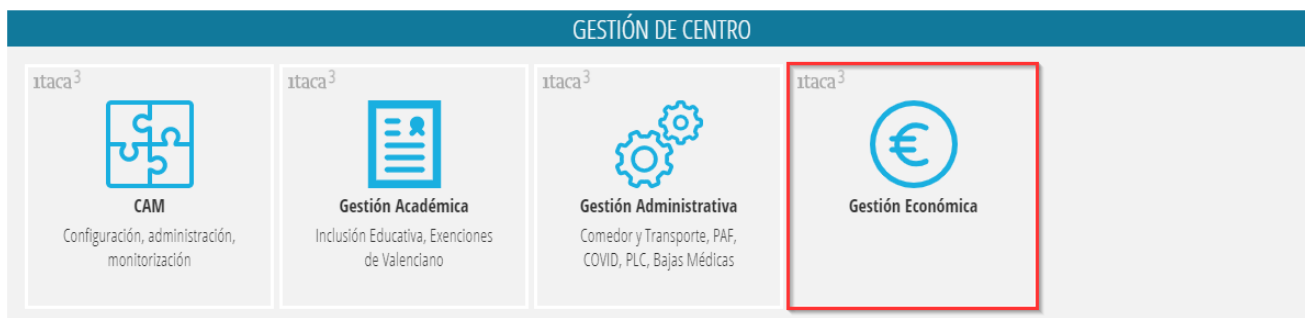 GESTIÓN DE CENTRO
ıtaca3
CAM
Configuración, administración,
monitorización
ıtaca3
Gestión Académica
Inclusión Educativa, Exenciones
de Valenciano
ıtaca3
Gestión Administrativa
Comedor y Transporte, PAF,
COVID, PLC, Bajas Médicas
ıtaca3
€
Gestión Económica